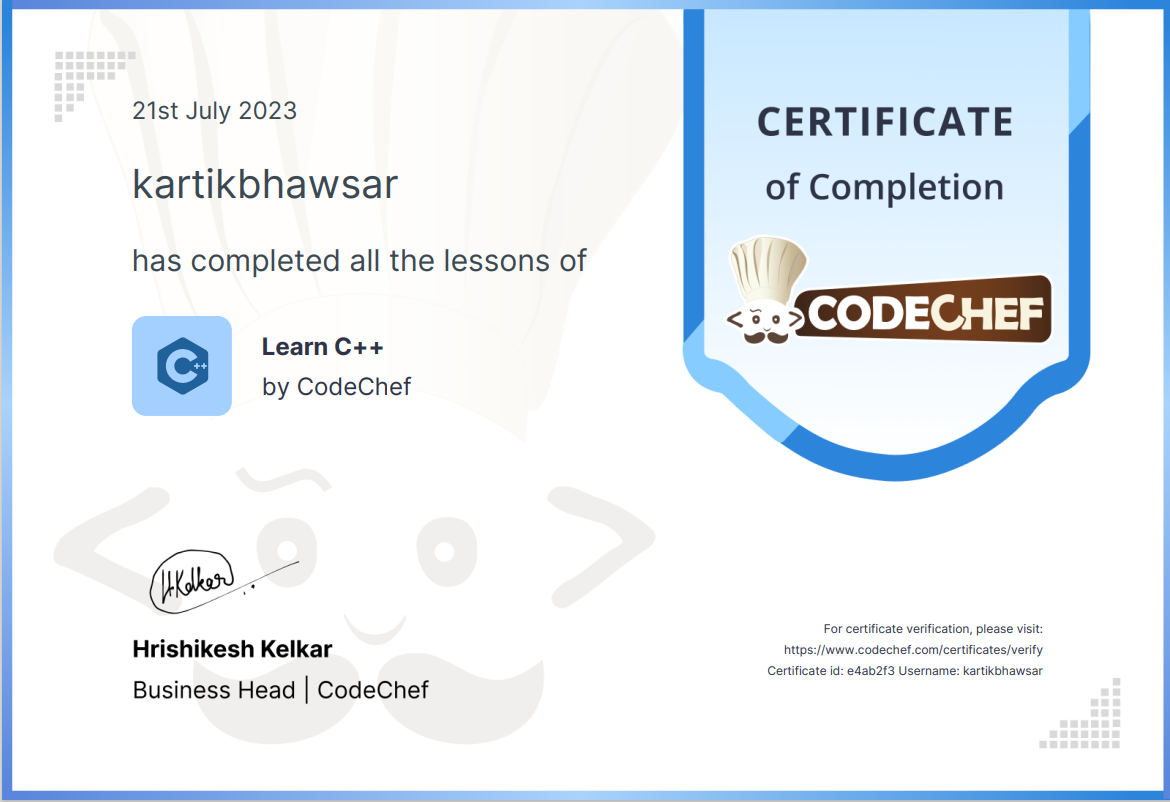 21st July 2023
kartikbhawsar
has completed all the lessons of
C++
Learn C++
by CodeChef
CERTIFICATE
of Completion
CODECHEF
H Kelkar
Hrishikesh Kelkar
Business Head | CodeChef
For certificate verification, please visit:
https://www.codechef.com/certificates/verify
Certificate id: e4ab2f3 Username: kartikbhawsar